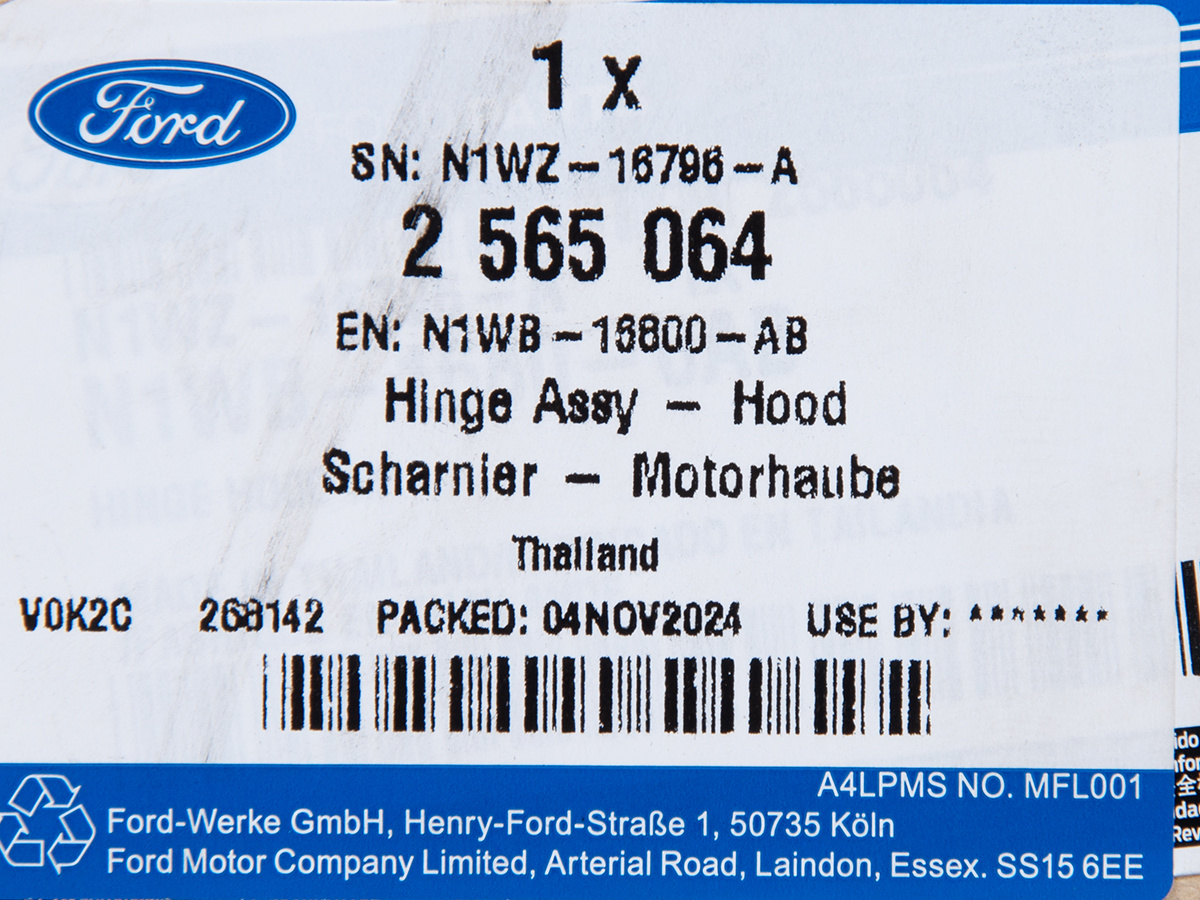 Ford
1 x
SN: N1WZ-16796-A
2 565 064
EN: N1WB-16800-AB
Hinge Assy - Hood
Scharnier - Motorhaube
Thailand
V0K2C 268142 PACKED: 04NOV2024 USE BY: *******
A4LPMS NO. MFL001
Ford-Werke GmbH, Henry-Ford-Straße 1, 50735 Köln
Ford Motor Company Limited, Arterial Road, Laindon, Essex. SS15 6EE